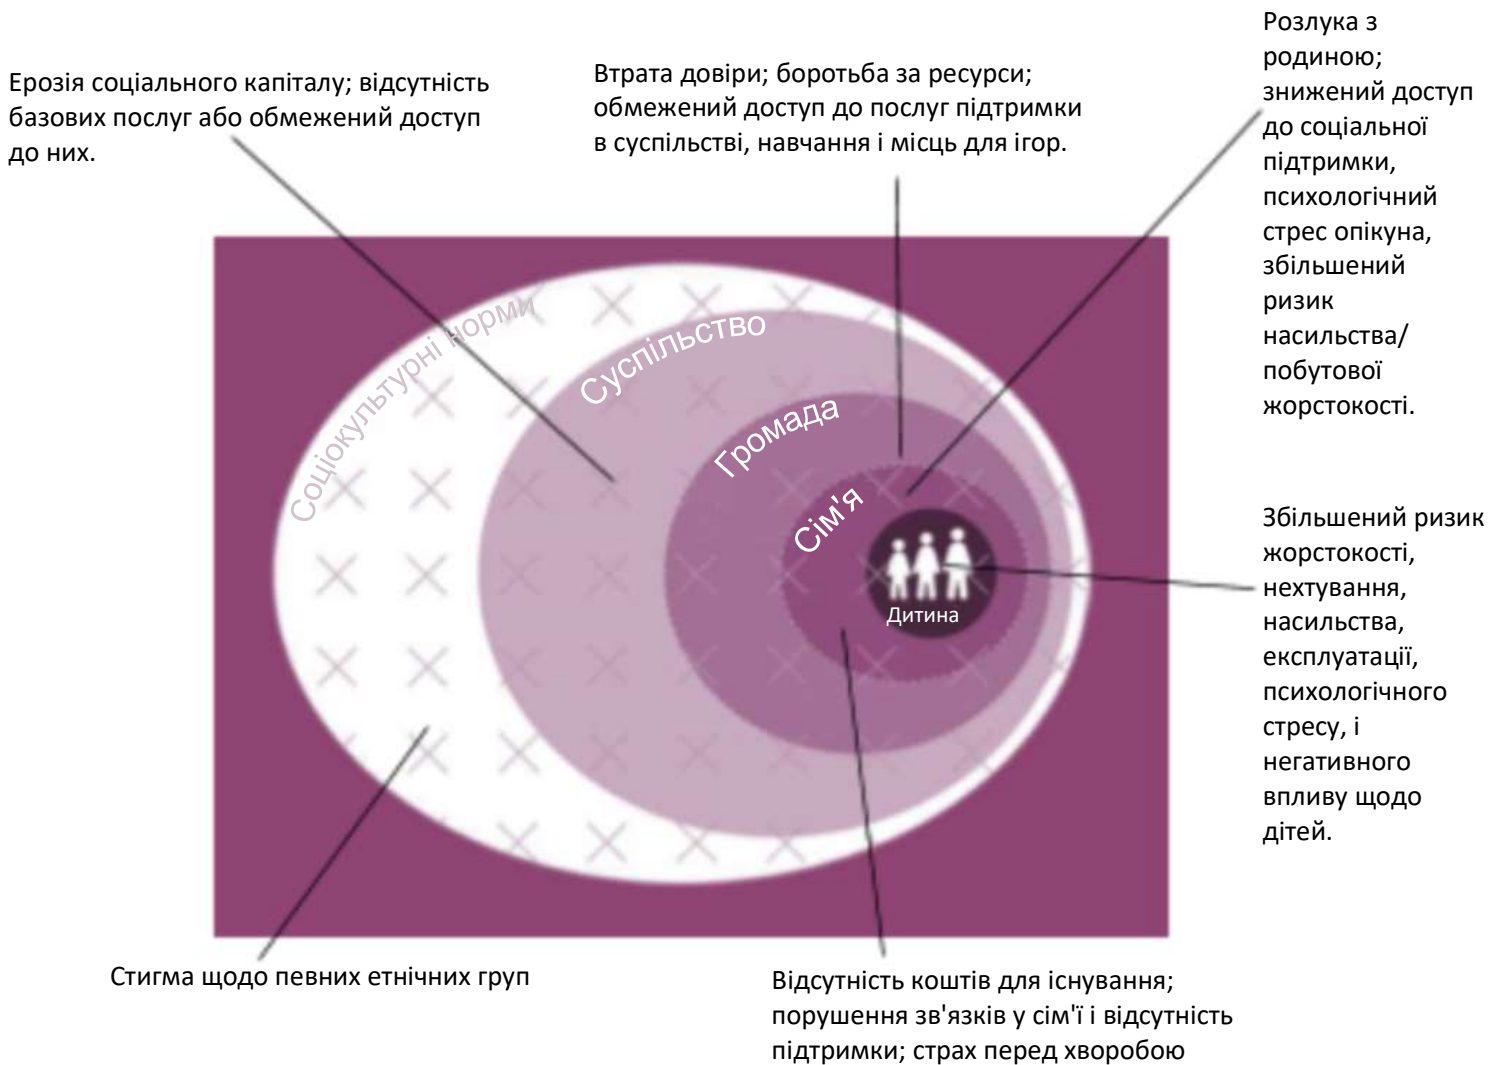 Розлука з
родиною;
знижений доступ
до соціальної
підтримки,
психологічний
стрес опікуна,
збільшений
ризик
насильства/
побутової
жорстокості.
Ерозія соціального капіталу; відсутність
базових послуг або обмежений доступ
до них.
Втрата довіри; боротьба за ресурси;
обмежений доступ до послуг підтримки
в суспільстві, навчання і місць для ігор.
Соціокультурні норми
Суспільство
Громада
Сім'я
Дитина
Збільшений ризик
жорстокості,
нехтування,
насильства,
експлуатації,
психологічного
стресу, і
негативного
впливу щодо
дітей.
Стигма щодо певних етнічних груп
Відсутність коштів для існування;
порушення зв'язків у сім'ї і відсутність
підтримки; страх перед хворобою